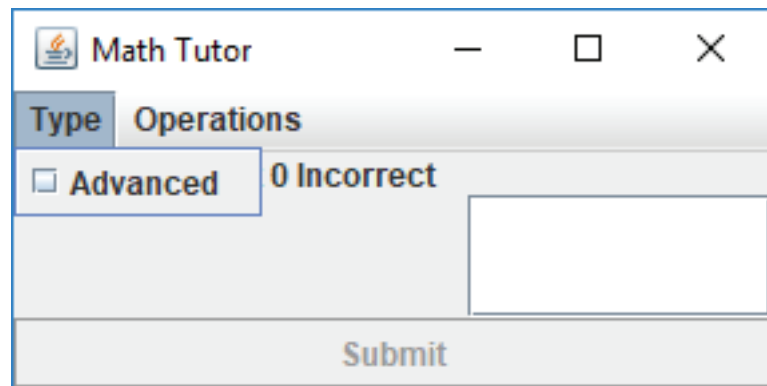 Math Tutor
Type Operations
Advanced 0 Incorrect
Submit